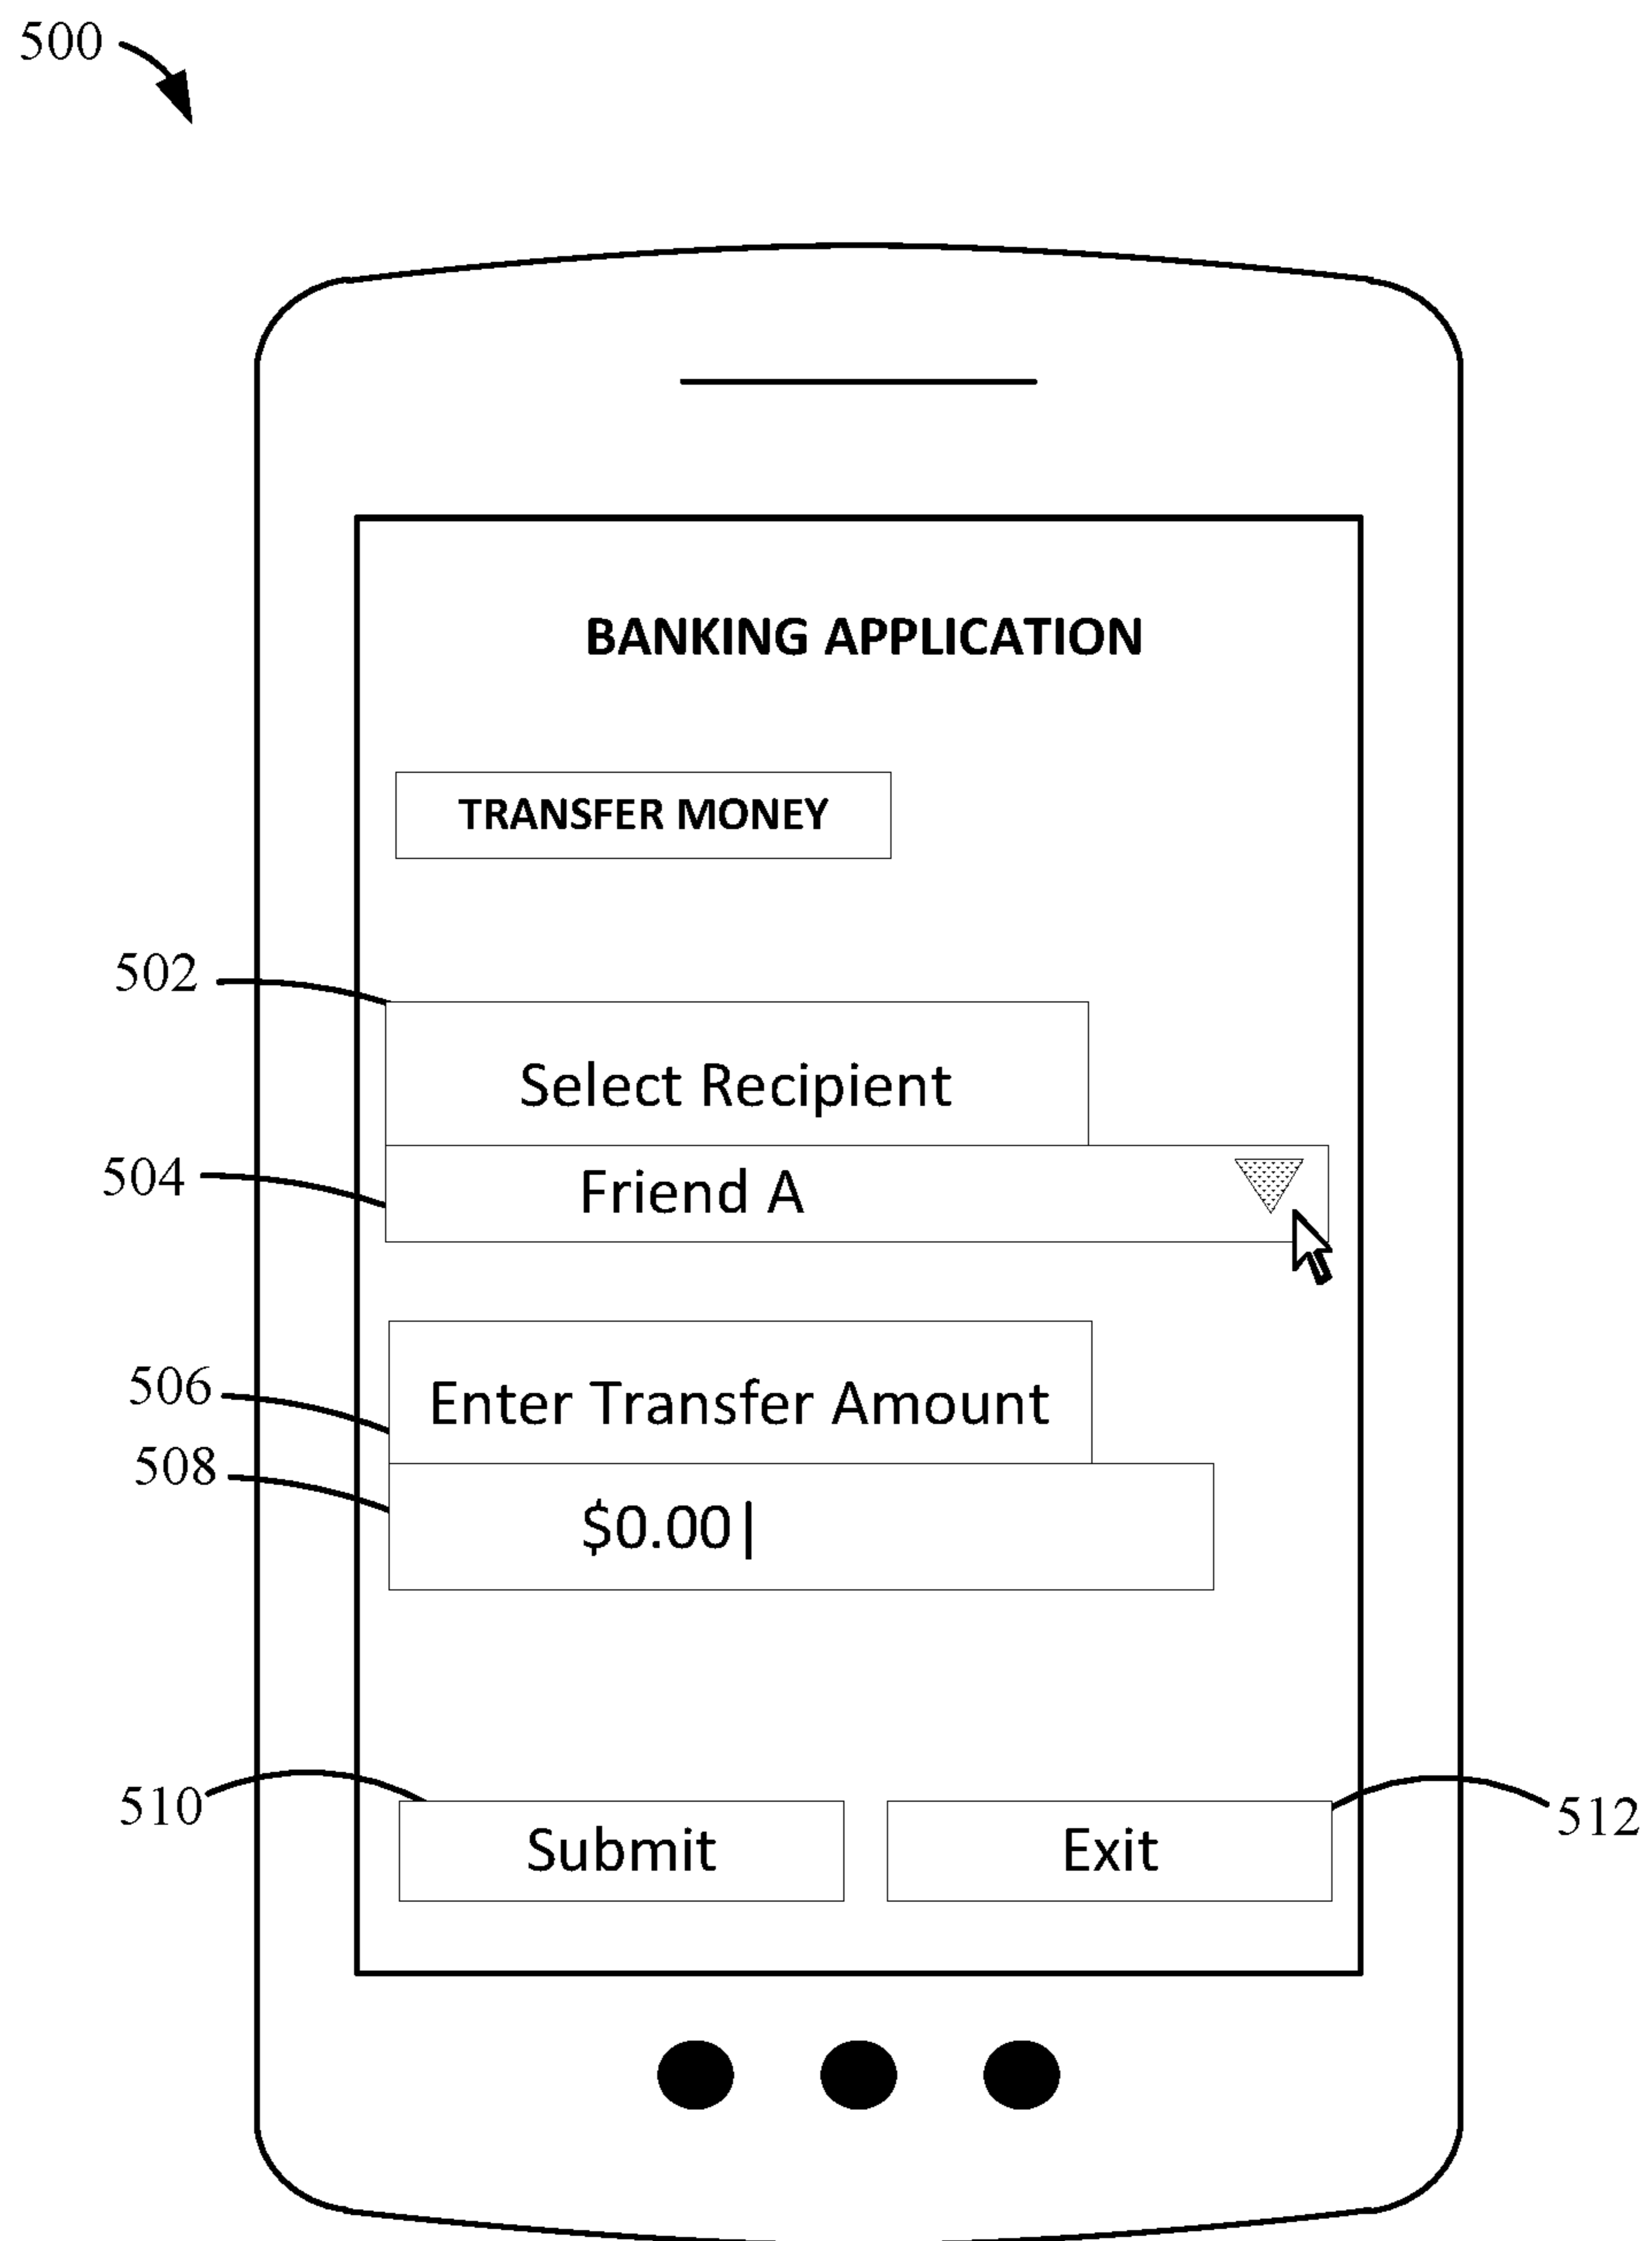 500
BANKING APPLICATION
TRANSFER MONEY
502
Select Recipient
504
Friend A
506
Enter Transfer Amount
508
$0.00|
510
Submit
Exit
512